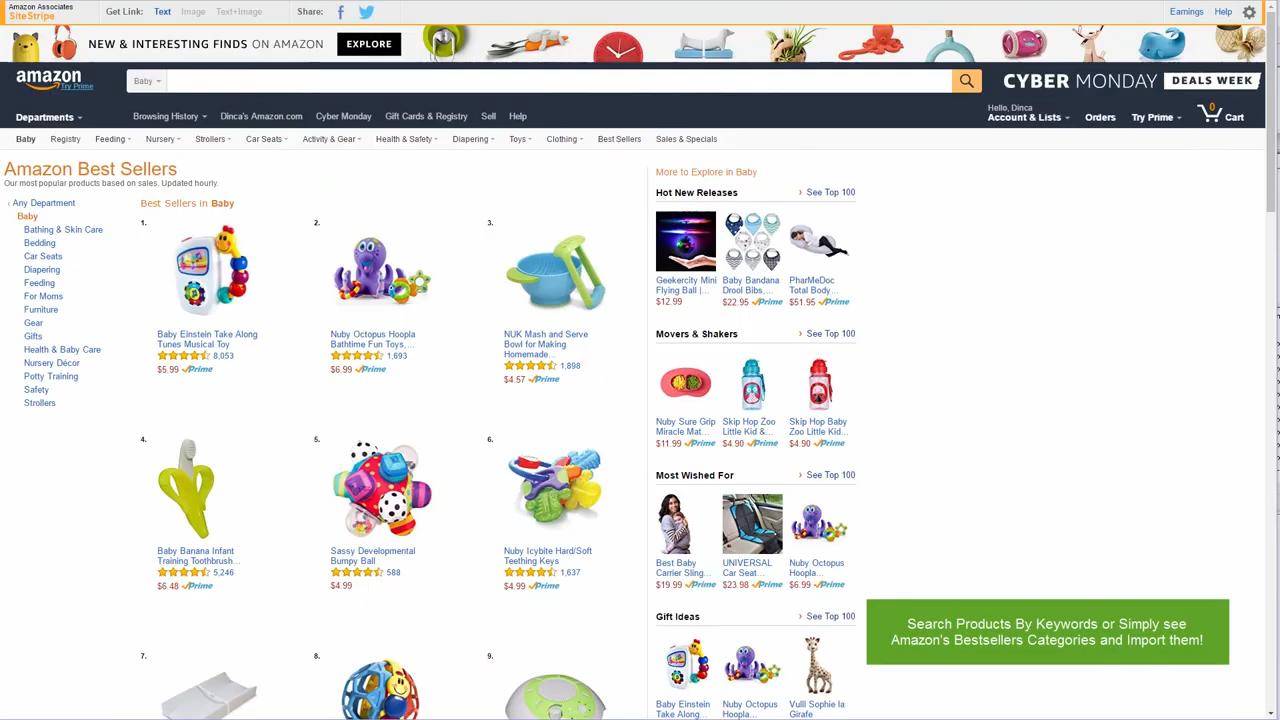 Amazon Associates
SiteStripe
Get Link: Text Image Text+Image Share:
Earnings Help
NEW & INTERESTING FINDS ON AMAZON EXPLORE
amazon
Try Prime
Baby
CYBER MONDAY DEALS WEEK
Departments
Browsing History Dinca's Amazon.com Cyber Monday Gift Cards & Registry Sell Help
Hello, Dinca
Account & Lists Orders Try Prime 0 Cart
Baby Registry Feeding Nursery Strollers Car Seats Activity & Gear Health & Safety Diapering Toys Clothing Best Sellers Sales & Specials
Amazon Best Sellers
Our most popular products based on sales. Updated hourly.
‹ Any Department
Baby
Bathing & Skin Care
Bedding
Car Seats
Diapering
Feeding
For Moms
Furniture
Gear
Gifts
Health & Baby Care
Nursery Décor
Potty Training
Safety
Strollers
Best Sellers in Baby
1.
Baby Einstein Take Along
Tunes Musical Toy
8,053
$5.99 Prime
2.
Nuby Octopus Hoopla
Bathtime Fun Toys,...
1,693
$6.99 Prime
3.
NUK Mash and Serve
Bowl for Making
Homemade...
1,898
$4.57 Prime
4.
Baby Banana Infant
Training Toothbrush...
5,246
$6.48 Prime
5.
Sassy Developmental
Bumpy Ball
588
$4.99
6.
Nuby Icybite Hard/Soft
Teething Keys
1,637
$4.99 Prime
7.
8.
9.
More to Explore in Baby
Hot New Releases › See Top 100
Geekercity Mini
Flying Ball |...
$12.99
Baby Bandana
Drool Bibs,...
$22.95 Prime
PharMeDoc
Total Body...
$51.95 Prime
Movers & Shakers › See Top 100
Nuby Sure Grip
Miracle Mat...
$11.99 Prime
Skip Hop Zoo
Little Kid &...
$4.90 Prime
Skip Hop Baby
Zoo Little Kid...
$4.90 Prime
Most Wished For › See Top 100
Best Baby
Carrier Sling...
$19.99 Prime
UNIVERSAL
Car Seat...
$23.98 Prime
Nuby Octopus
Hoopla...
$6.99 Prime
Gift Ideas › See Top 100
Baby Einstein
Take Along...
Nuby Octopus
Hoopla...
Vulli Sophie la
Girafe
Search Products By Keywords or Simply see
Amazon's Bestsellers Categories and Import them!